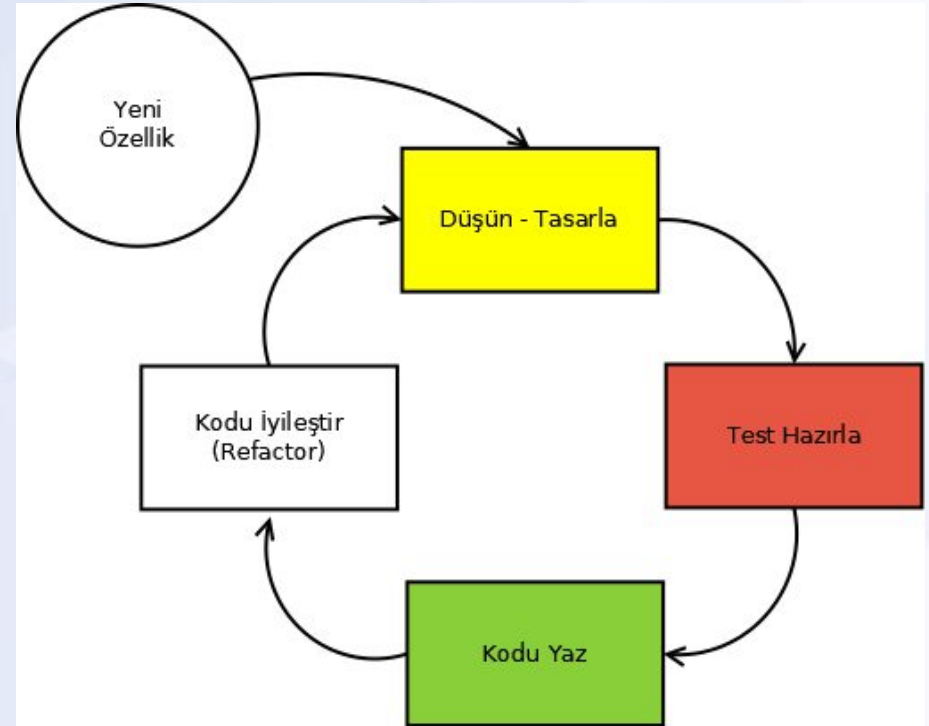 Yeni
Özellik
Düşün - Tasarla
Test Hazırla
Kodu Yaz
Kodu İyileştir
(Refactor)